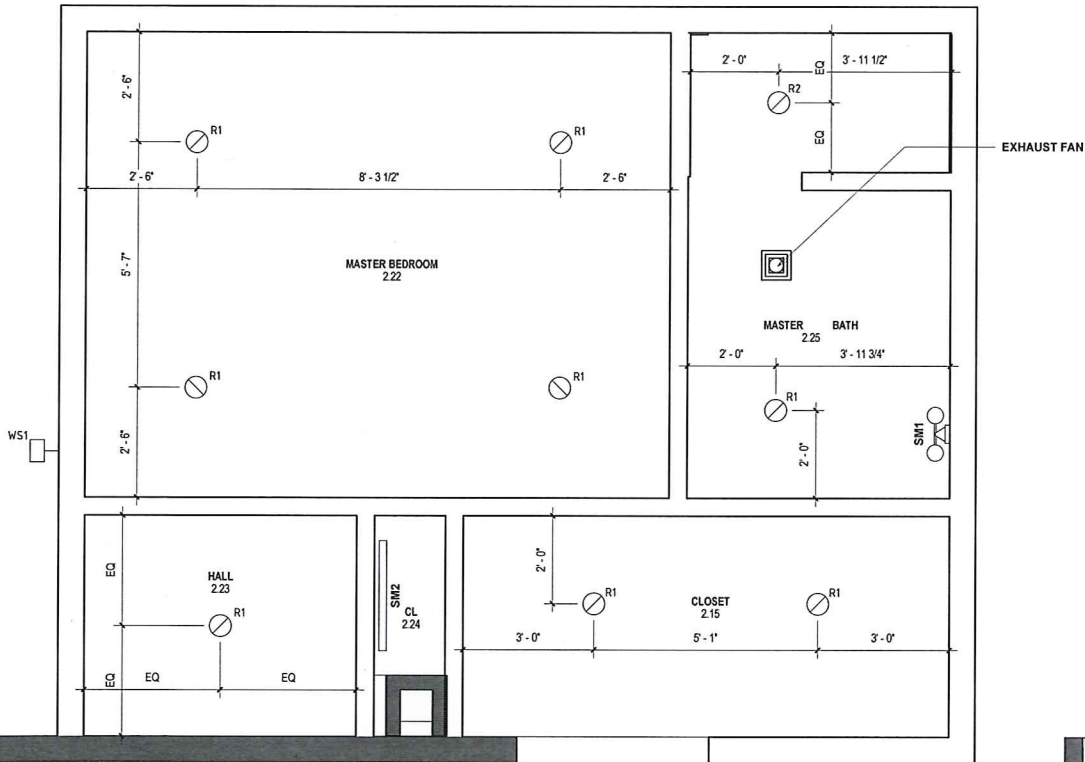 2' - 0"
EQ
3' - 11 1/2"
2' - 6"
R2
R1
R1
EQ
EXHAUST FAN
2' - 6"
8' - 3 1/2"
2' - 6"
5' - 7"
MASTER BEDROOM
2.22
MASTER BATH
2.25
2' - 0"
3' - 11 3/4"
R1
R1
R1
WS1
2' - 6"
2' - 0"
SM1
EQ
HALL
2.23
R1
SM2
CL
2.24
2' - 0"
R1
CLOSET
2.15
R1
3' - 0"
5' - 1"
3' - 0"
EQ
EQ
EQ